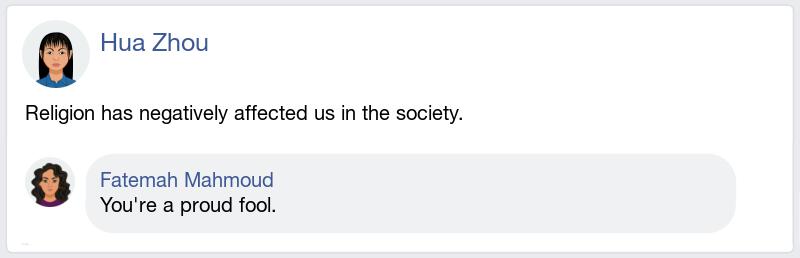 Hua Zhou
Religion has negatively affected us in the society.
Fatemah Mahmoud
You're a proud fool.